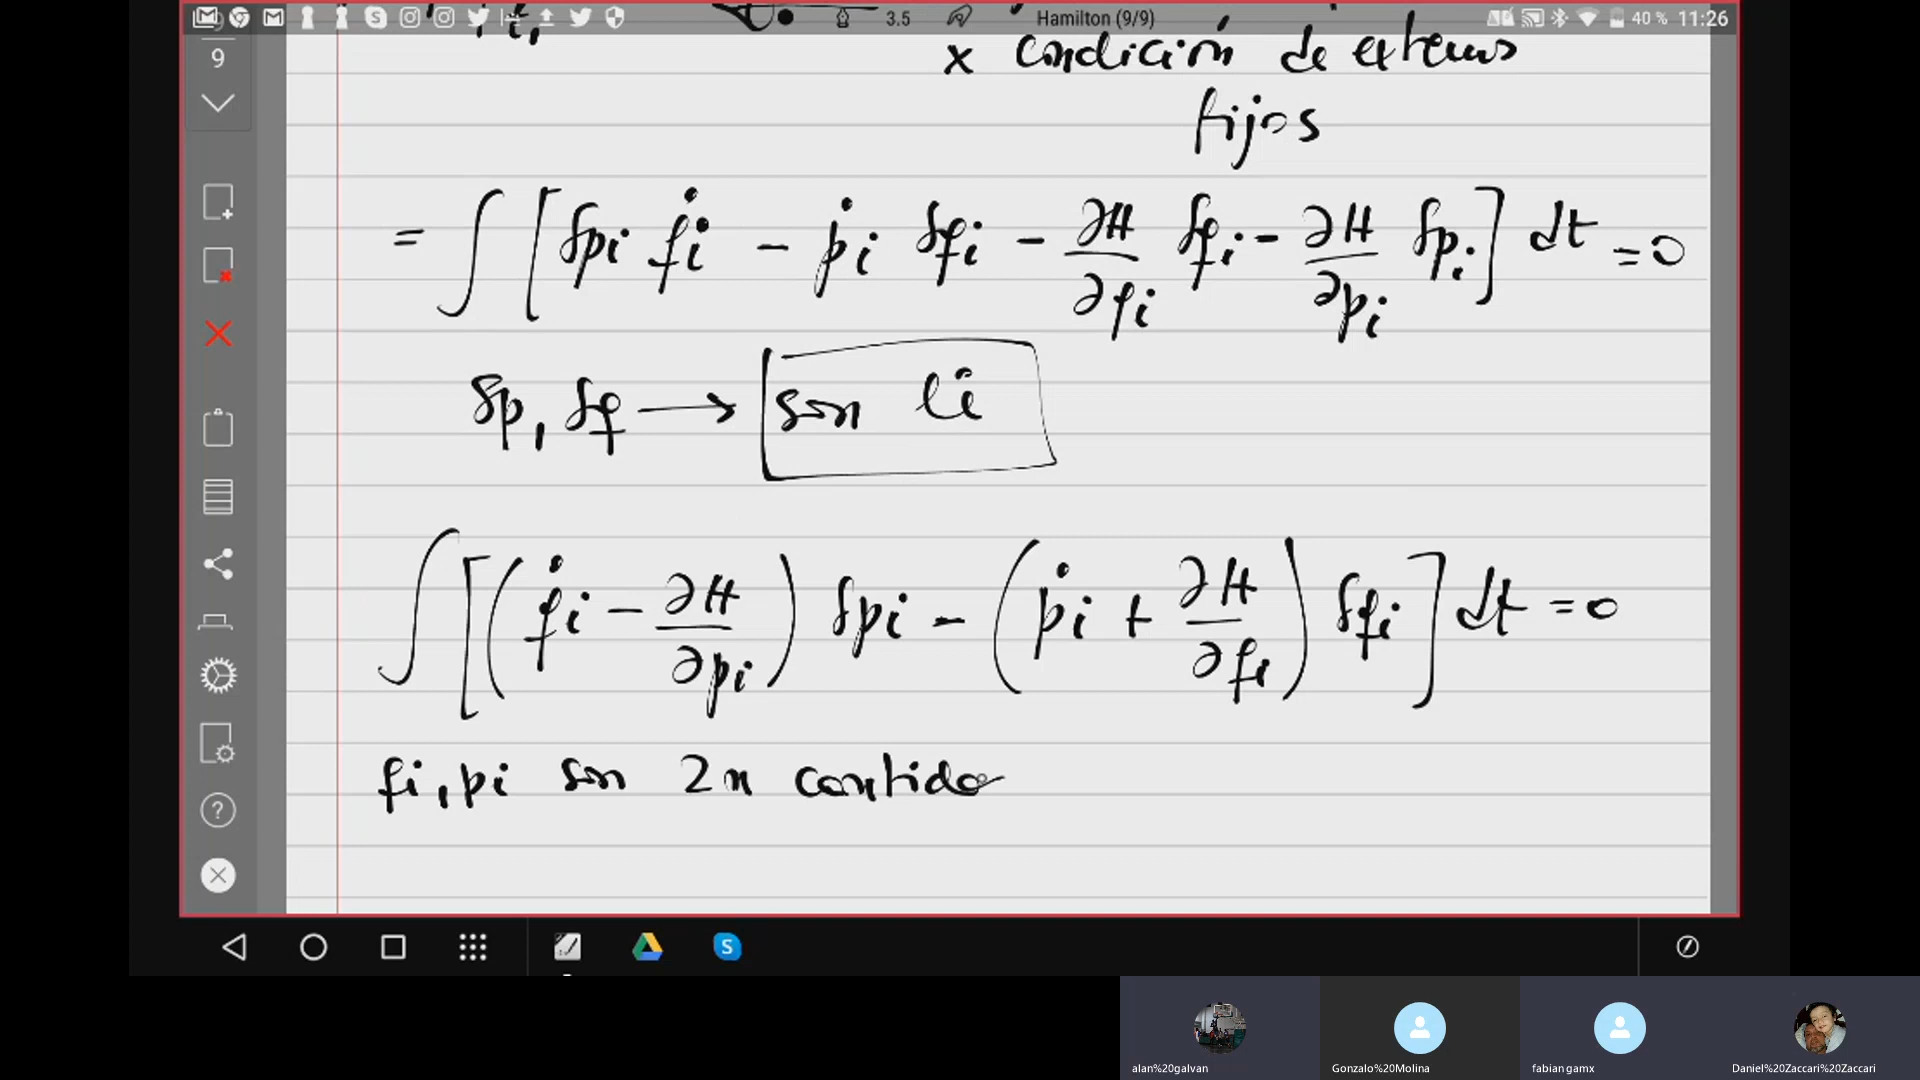 3.5 Hamilton (9/9) 40 % 11:26
9
x condición de extremos
fijos
= ∫ [ δpi q̇i − ṗi δqi − ∂H/∂qi δqi − ∂H/∂pi δpi ] dt = 0
δp, δq → son li
∫ [ ( q̇i − ∂H/∂pi ) δpi − ( ṗi + ∂H/∂qi ) δqi ] dt = 0
qi, pi son 2n cantida
alan%20galvan
Gonzalo%20Molina
fabian gamx
Daniel%20Zaccari%20Zaccari